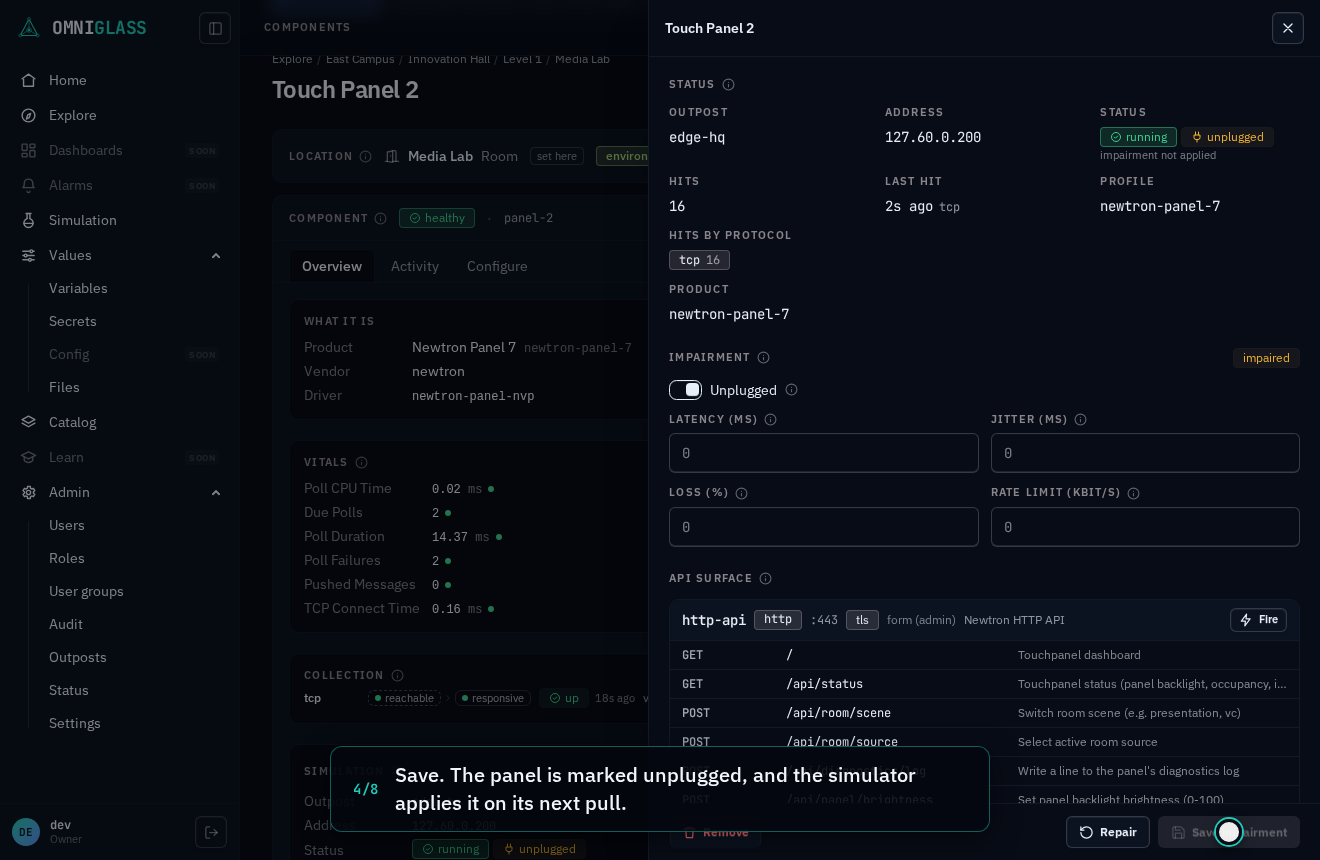 OMNIGLASS
Home
Explore
Dashboards SOON
Alarms SOON
Simulation
Values
Variables
Secrets
Config SOON
Files
Catalog
Learn SOON
Admin
Users
Roles
User groups
Audit
Outposts
Status
Settings
DE dev
Owner
COMPONENTS
Explore / East Campus / Innovation Hall / Level 1 / Media Lab
Touch Panel 2
LOCATION Media Lab Room set here environ
COMPONENT healthy · panel-2
Overview Activity Configure
WHAT IT IS
Product Newtron Panel 7 newtron-panel-7
Vendor newtron
Driver newtron-panel-nvp
VITALS
Poll CPU Time 0.02 ms
Due Polls 2
Poll Duration 14.37 ms
Poll Failures 2
Pushed Messages 0
TCP Connect Time 0.16 ms
COLLECTION
tcp reachable › responsive up 18s ago v
Status running unplugged
Touch Panel 2
STATUS
OUTPOST ADDRESS STATUS
edge-hq 127.60.0.200 running unplugged
impairment not applied
HITS LAST HIT PROFILE
16 2s ago tcp newtron-panel-7
HITS BY PROTOCOL
tcp 16
PRODUCT
newtron-panel-7
IMPAIRMENT impaired
Unplugged
LATENCY (MS) JITTER (MS)
0 0
LOSS (%) RATE LIMIT (KBIT/S)
0 0
API SURFACE
http-api http :443 tls form (admin) Newtron HTTP API Fire
GET / Touchpanel dashboard
GET /api/status Touchpanel status (panel backlight, occupancy, i…
POST /api/room/scene Switch room scene (e.g. presentation, vc)
POST /api/room/source Select active room source
Write a line to the panel's diagnostics log
Set panel backlight brightness (0-100)
4/8 Save. The panel is marked unplugged, and the simulator
applies it on its next pull.
Remove Repair